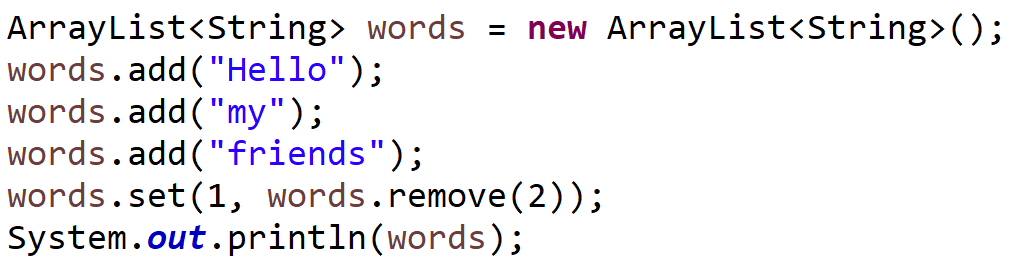 ArrayList<String> words = new ArrayList<String>();
words.add("Hello");
words.add("my");
words.add("friends");
words.set(1, words.remove(2));
System.out.println(words);